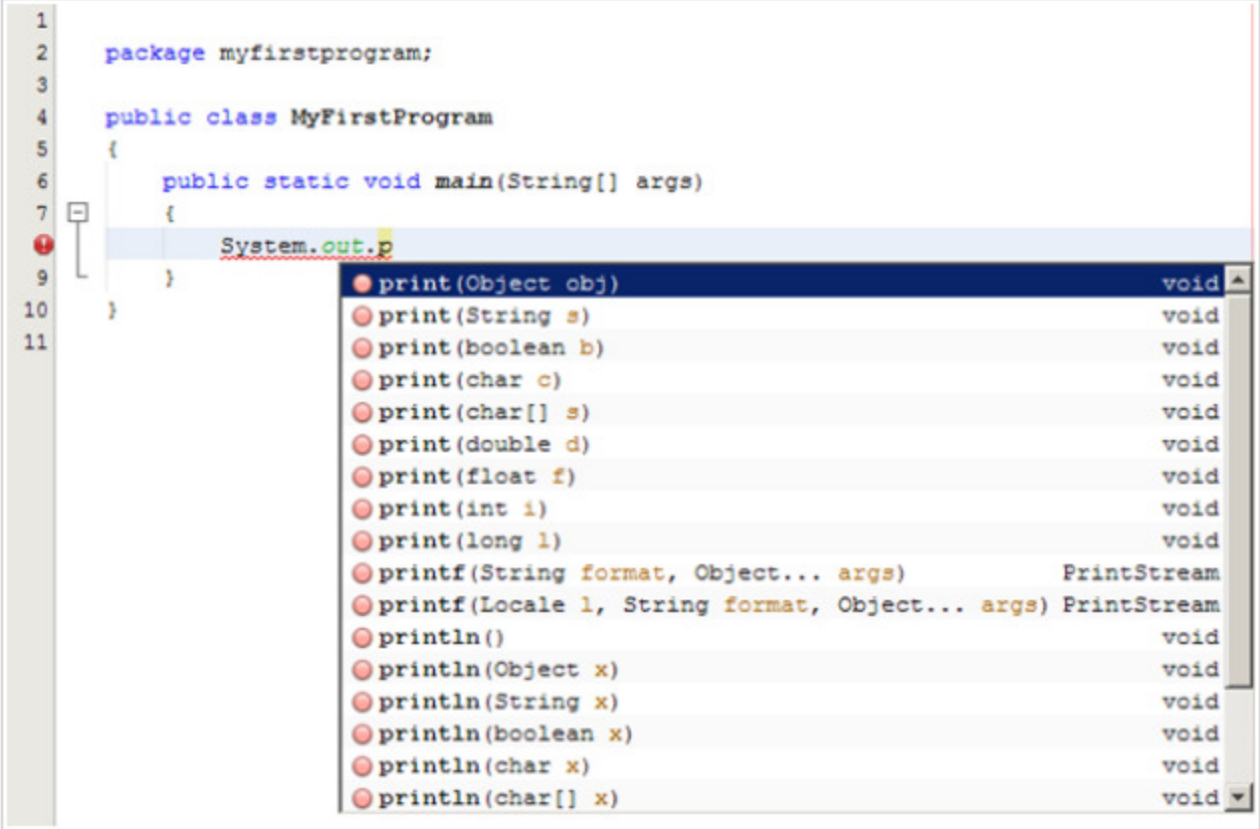 1
2 package myfirstprogram;
3
4 public class MyFirstProgram
5 {
6 public static void main(String[] args)
7 {
System.out.p
9 }
10 }
11
print(Object obj) void
print(String s) void
print(boolean b) void
print(char c) void
print(char[] s) void
print(double d) void
print(float f) void
print(int i) void
print(long l) void
printf(String format, Object... args) PrintStream
printf(Locale l, String format, Object... args) PrintStream
println() void
println(Object x) void
println(String x) void
println(boolean x) void
println(char x) void
println(char[] x) void